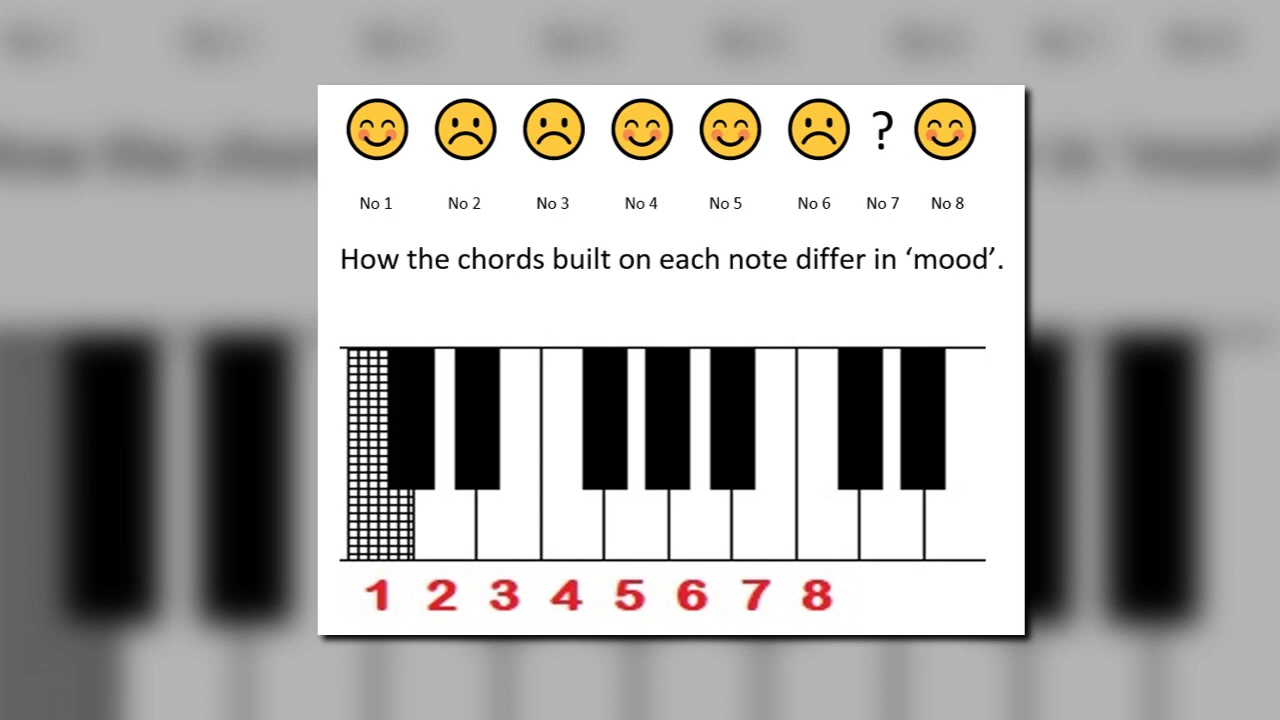 ?
No 1 No 2 No 3 No 4 No 5 No 6 No 7 No 8
How the chords built on each note differ in ‘mood’.
1 2 3 4 5 6 7 8